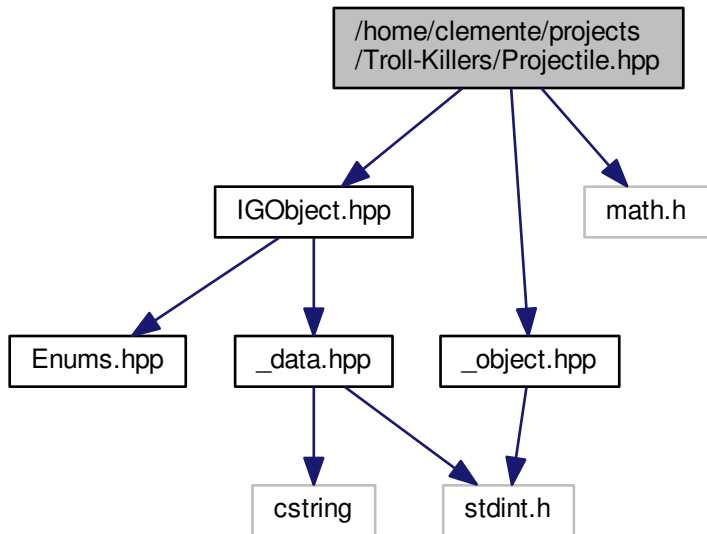 /home/clemente/projects
/Troll-Killers/Projectile.hpp
IGObject.hpp
math.h
Enums.hpp
_data.hpp
_object.hpp
cstring
stdint.h